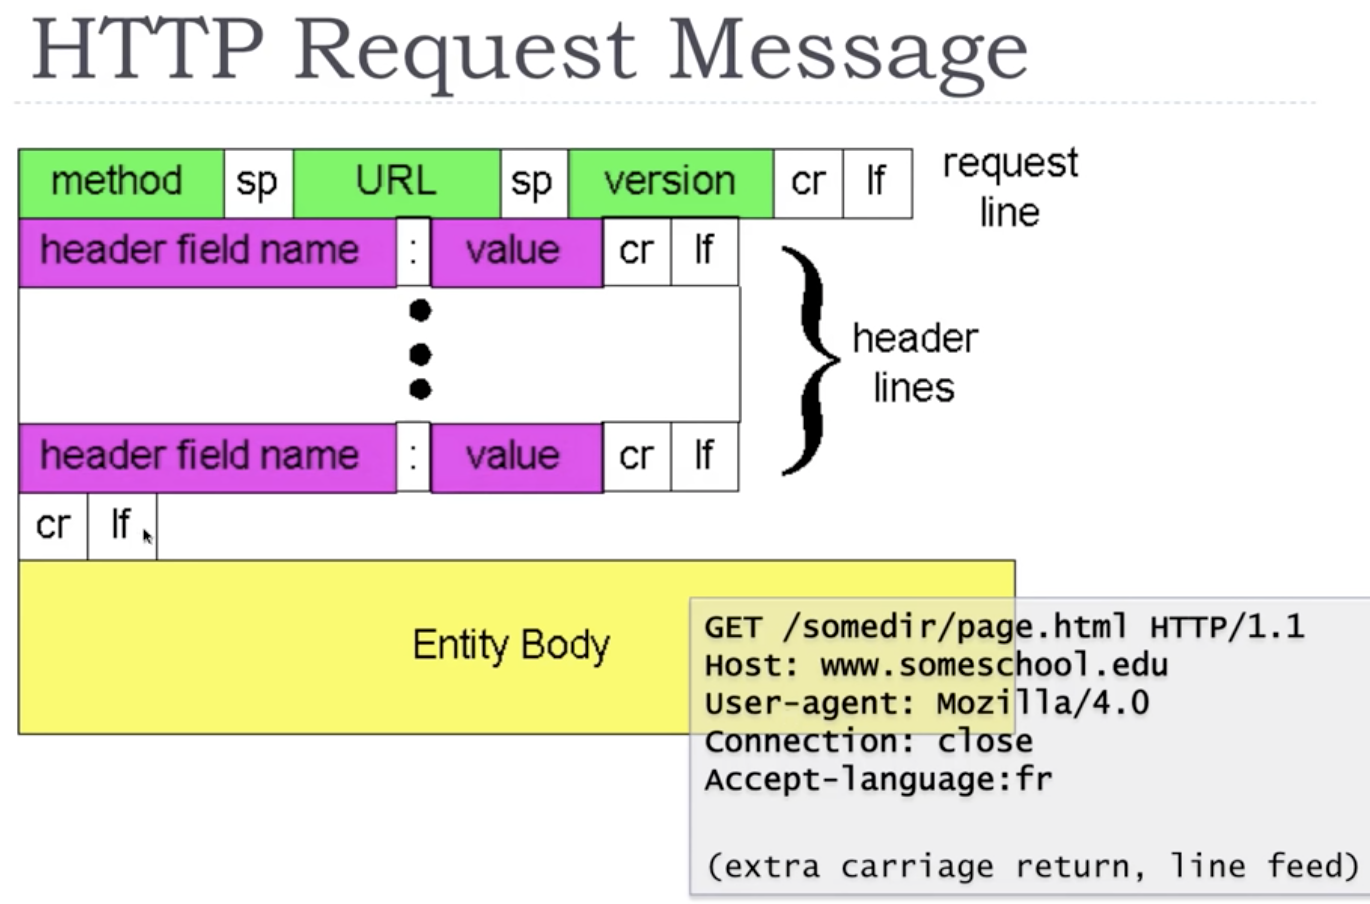 HTTP Request Message
method sp URL sp version cr lf
request
line
header field name : value cr lf
header
lines
header field name : value cr lf
cr lf
Entity Body
GET /somedir/page.html HTTP/1.1
Host: www.someschool.edu
User-agent: Mozilla/4.0
Connection: close
Accept-language:fr
(extra carriage return, line feed)